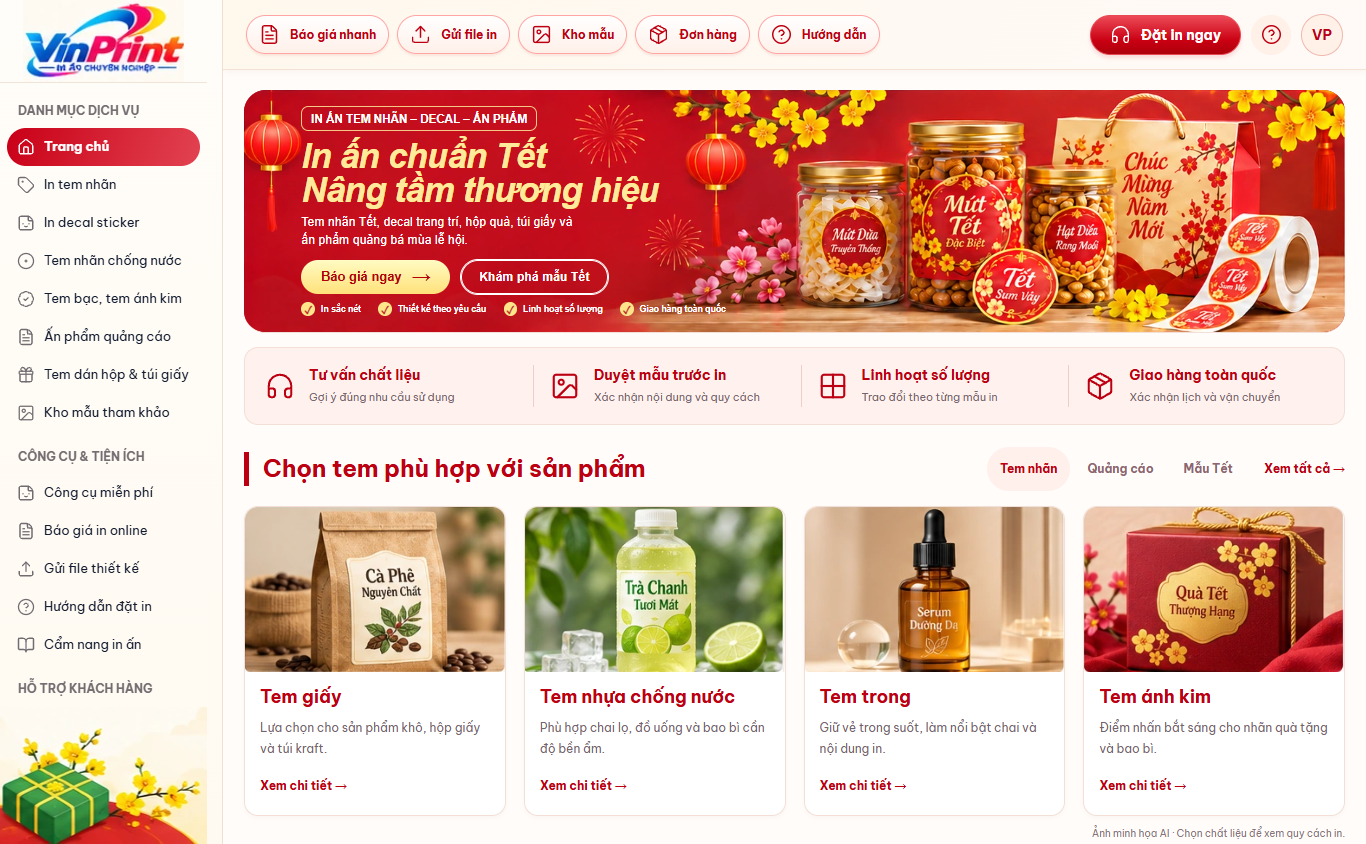 VinPrint
IN ẤN CHUYÊN NGHIỆP
Báo giá nhanh
Gửi file in
Kho mẫu
Đơn hàng
Hướng dẫn
Đặt in ngay
VP
DANH MỤC DỊCH VỤ
Trang chủ
In tem nhãn
In decal sticker
Tem nhãn chống nước
Tem bạc, tem ánh kim
Ấn phẩm quảng cáo
Tem dán hộp & túi giấy
Kho mẫu tham khảo
CÔNG CỤ & TIỆN ÍCH
Công cụ miễn phí
Báo giá in online
Gửi file thiết kế
Hướng dẫn đặt in
Cẩm nang in ấn
HỖ TRỢ KHÁCH HÀNG
IN ẤN TEM NHÃN – DECAL – ẤN PHẨM
In ấn chuẩn Tết
Nâng tầm thương hiệu
Tem nhãn Tết, decal trang trí, hộp quà, túi giấy và
ấn phẩm quảng bá mùa lễ hội.
Báo giá ngay →
Khám phá mẫu Tết
In sắc nét
Thiết kế theo yêu cầu
Linh hoạt số lượng
Giao hàng toàn quốc
Mứt Dừa
Truyền Thống
Mứt
Tết
Đặc Biệt
Hạt Điều
Rang Muối
Chúc
Mừng
Năm
Mới
Tết
Sum Vầy
Tết
Sum Vầy
Tết
Sum Vầy
Tết
Tư vấn chất liệu
Gợi ý đúng nhu cầu sử dụng
Duyệt mẫu trước in
Xác nhận nội dung và quy cách
Linh hoạt số lượng
Trao đổi theo từng mẫu in
Giao hàng toàn quốc
Xác nhận lịch và vận chuyển
Chọn tem phù hợp với sản phẩm
Tem nhãn
Quảng cáo
Mẫu Tết
Xem tất cả →
Cà Phê
Nguyên Chất
Tem giấy
Lựa chọn cho sản phẩm khô, hộp giấy
và túi kraft.
Xem chi tiết →
Trà Chanh
Tươi Mát
Tem nhựa chống nước
Phù hợp chai lọ, đồ uống và bao bì cần
độ bền ẩm.
Xem chi tiết →
Serum
Dưỡng Da
Tem trong
Giữ vẻ trong suốt, làm nổi bật chai và
nội dung in.
Xem chi tiết →
Quà Tết
Thượng Hạng
Tem ánh kim
Điểm nhấn bắt sáng cho nhãn quà tặng
và bao bì.
Xem chi tiết →
Ảnh minh họa AI · Chọn chất liệu để xem quy cách in.